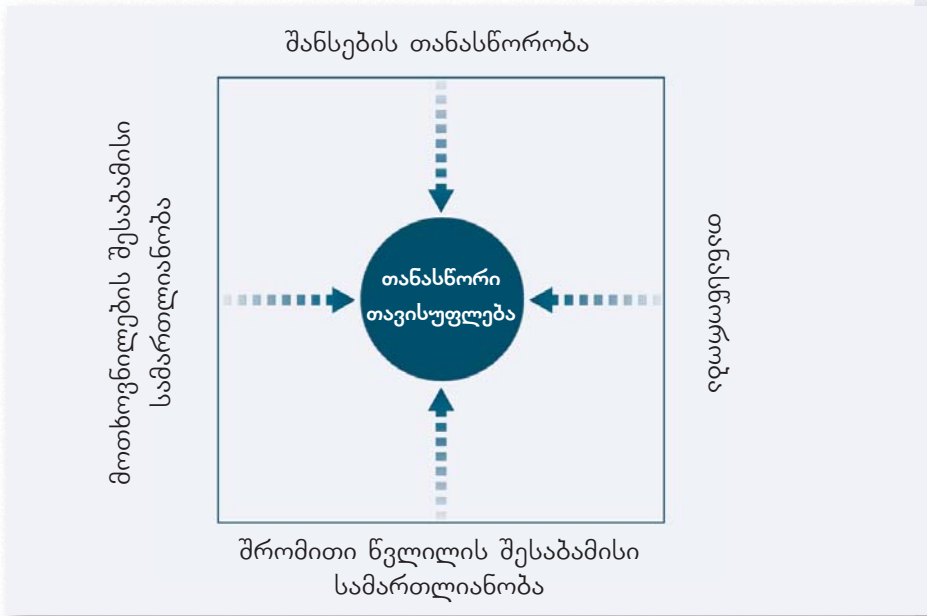 შანსების თანასწორობა
მოთხოვნილების შესაბამისი
სამართლიანობა
თანასწორი
თავისუფლება
თანასწორობა
შრომითი წვლილის შესაბამისი
სამართლიანობა